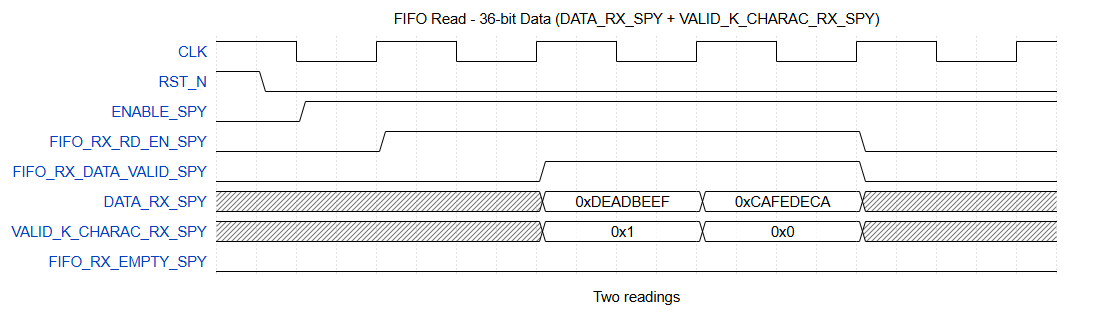 FIFO Read - 36-bit Data (DATA_RX_SPY + VALID_K_CHARAC_RX_SPY)
CLK
RST_N
ENABLE_SPY
FIFO_RX_RD_EN_SPY
FIFO_RX_DATA_VALID_SPY
DATA_RX_SPY 0xDEADBEEF 0xCAFEDECA
VALID_K_CHARAC_RX_SPY 0x1 0x0
FIFO_RX_EMPTY_SPY
Two readings